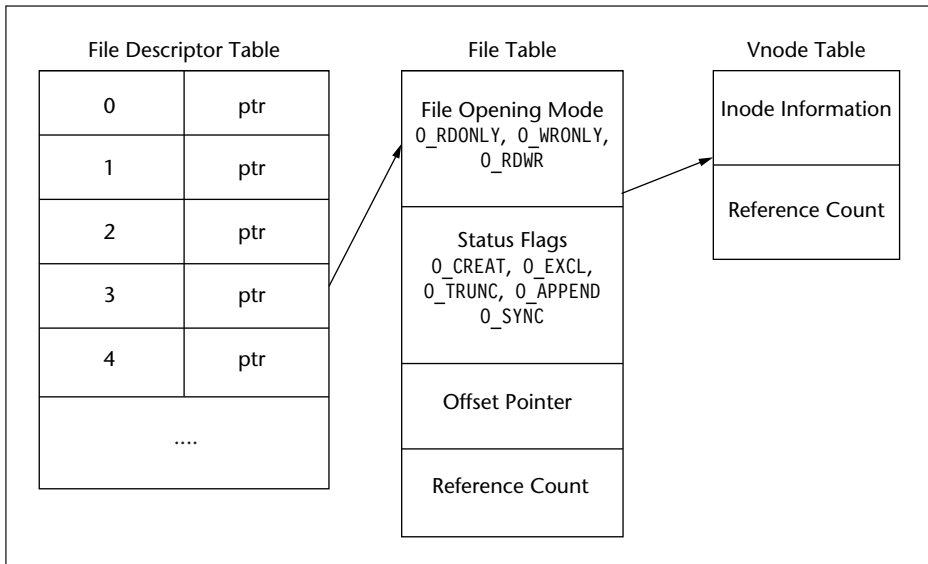 File Descriptor Table
0 ptr
1 ptr
2 ptr
3 ptr
4 ptr
....
File Table
File Opening Mode
O_RDONLY, O_WRONLY,
O_RDWR
Status Flags
O_CREAT, O_EXCL,
O_TRUNC, O_APPEND
O_SYNC
Offset Pointer
Reference Count
Vnode Table
Inode Information
Reference Count